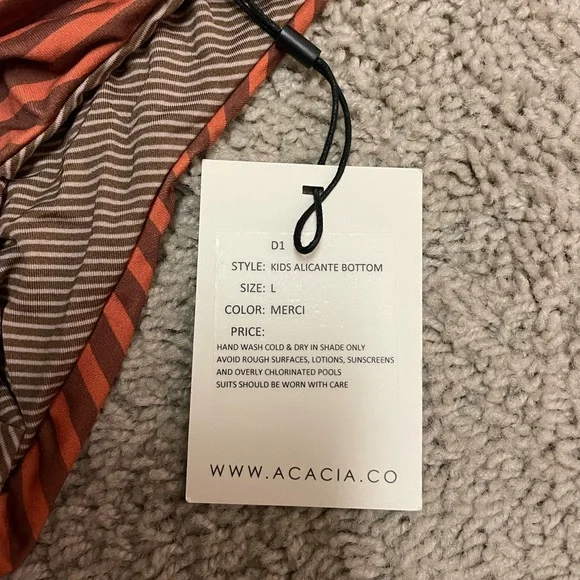 D1
STYLE: KIDS ALICANTE BOTTOM
SIZE: L
COLOR: MERCI
PRICE:
HAND WASH COLD & DRY IN SHADE ONLY
AVOID ROUGH SURFACES, LOTIONS, SUNSCREENS
AND OVERLY CHLORINATED POOLS
SUITS SHOULD BE WORN WITH CARE
WWW.ACACIA.CO